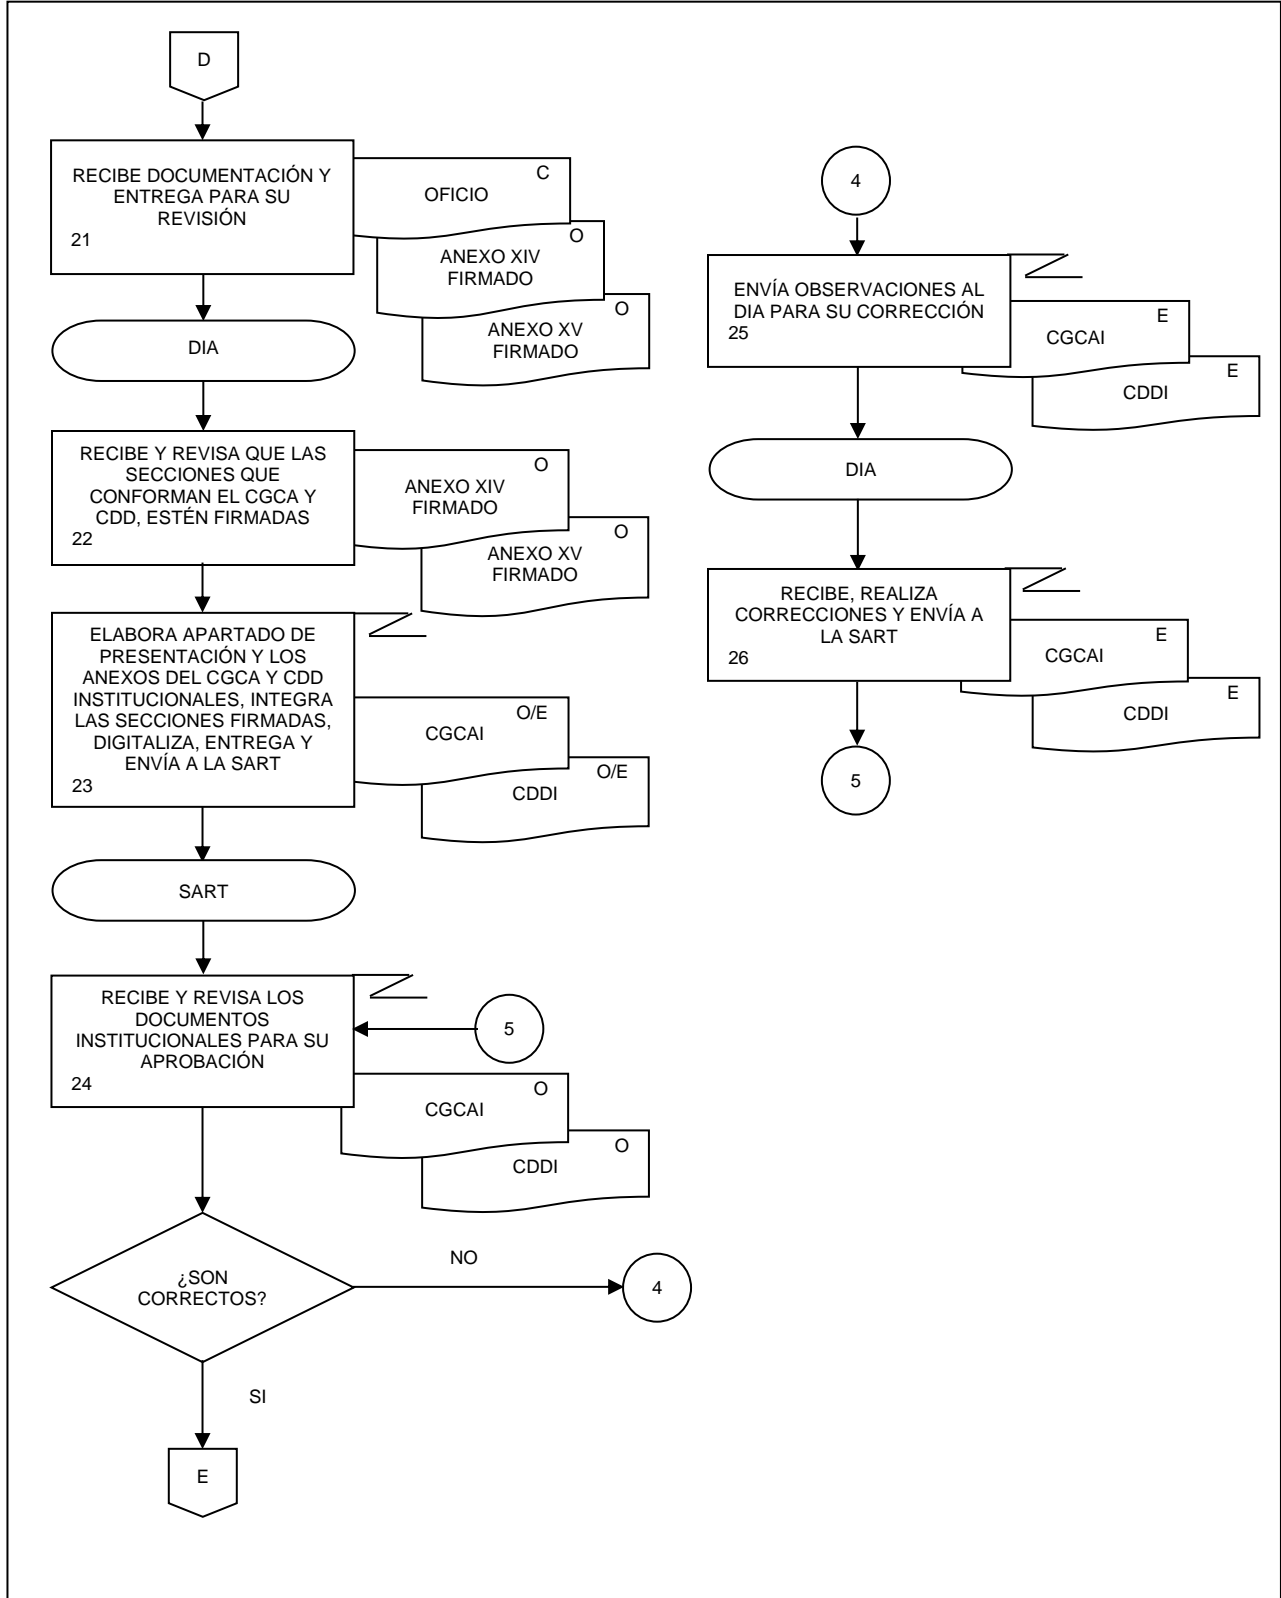 D
RECIBE DOCUMENTACIÓN Y
ENTREGA PARA SU
REVISIÓN
21
C
OFICIO
O
ANEXO XIV
FIRMADO
O
ANEXO XV
FIRMADO
DIA
RECIBE Y REVISA QUE LAS
SECCIONES QUE
CONFORMAN EL CGCA Y
CDD, ESTÉN FIRMADAS
22
O
ANEXO XIV
FIRMADO
O
ANEXO XV
FIRMADO
ELABORA APARTADO DE
PRESENTACIÓN Y LOS
ANEXOS DEL CGCA Y CDD
INSTITUCIONALES, INTEGRA
LAS SECCIONES FIRMADAS,
DIGITALIZA, ENTREGA Y
ENVÍA A LA SART
23
O/E
CGCAI
O/E
CDDI
SART
RECIBE Y REVISA LOS
DOCUMENTOS
INSTITUCIONALES PARA SU
APROBACIÓN
24
5
O
CGCAI
O
CDDI
¿SON
CORRECTOS?
NO
4
SI
E
4
ENVÍA OBSERVACIONES AL
DIA PARA SU CORRECCIÓN
25
E
CGCAI
E
CDDI
DIA
RECIBE, REALIZA
CORRECCIONES Y ENVÍA A
LA SART
26
E
CGCAI
E
CDDI
5